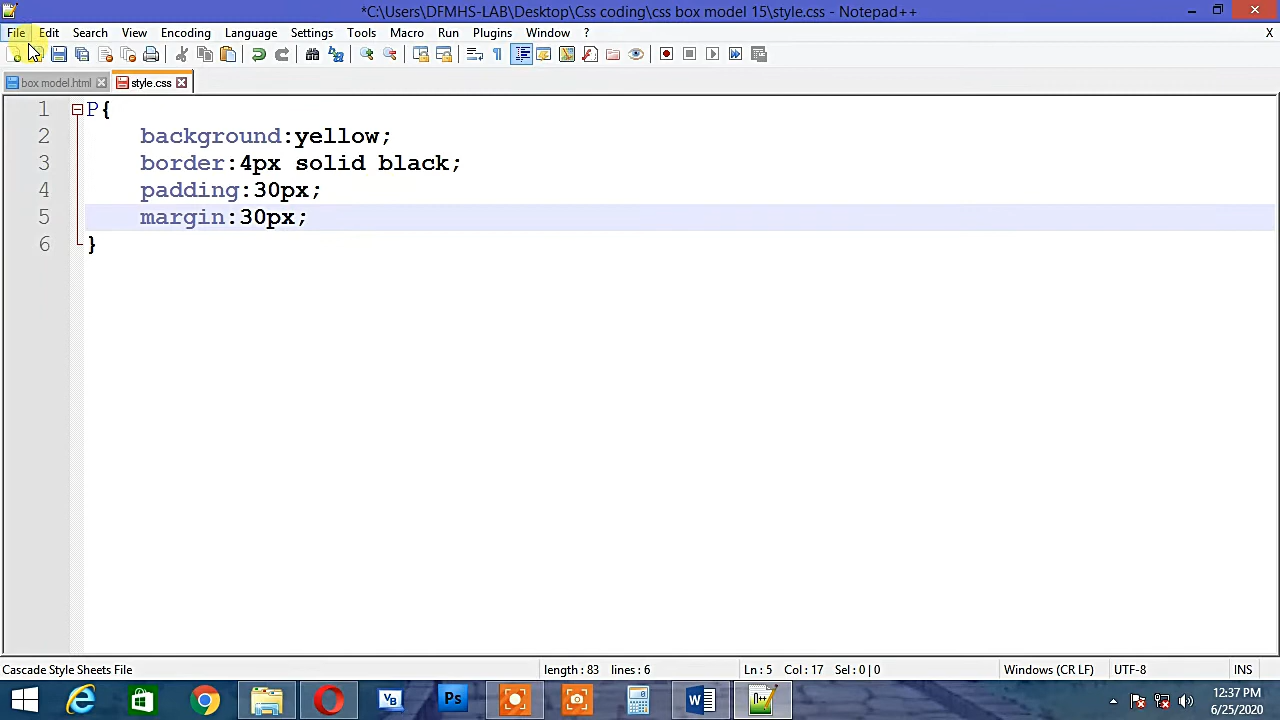 *C:\Users\DFMHS-LAB\Desktop\Css coding\css box model 15\style.css - Notepad++
File Edit Search View Encoding Language Settings Tools Macro Run Plugins Window ? X
box model.html style.css
1 P{
2 background:yellow;
3 border:4px solid black;
4 padding:30px;
5 margin:30px;
6 }
Cascade Style Sheets File length : 83 lines : 6 Ln : 5 Col : 17 Sel : 0 | 0 Windows (CR LF) UTF-8 INS
VB Ps
12:37 PM
6/25/2020